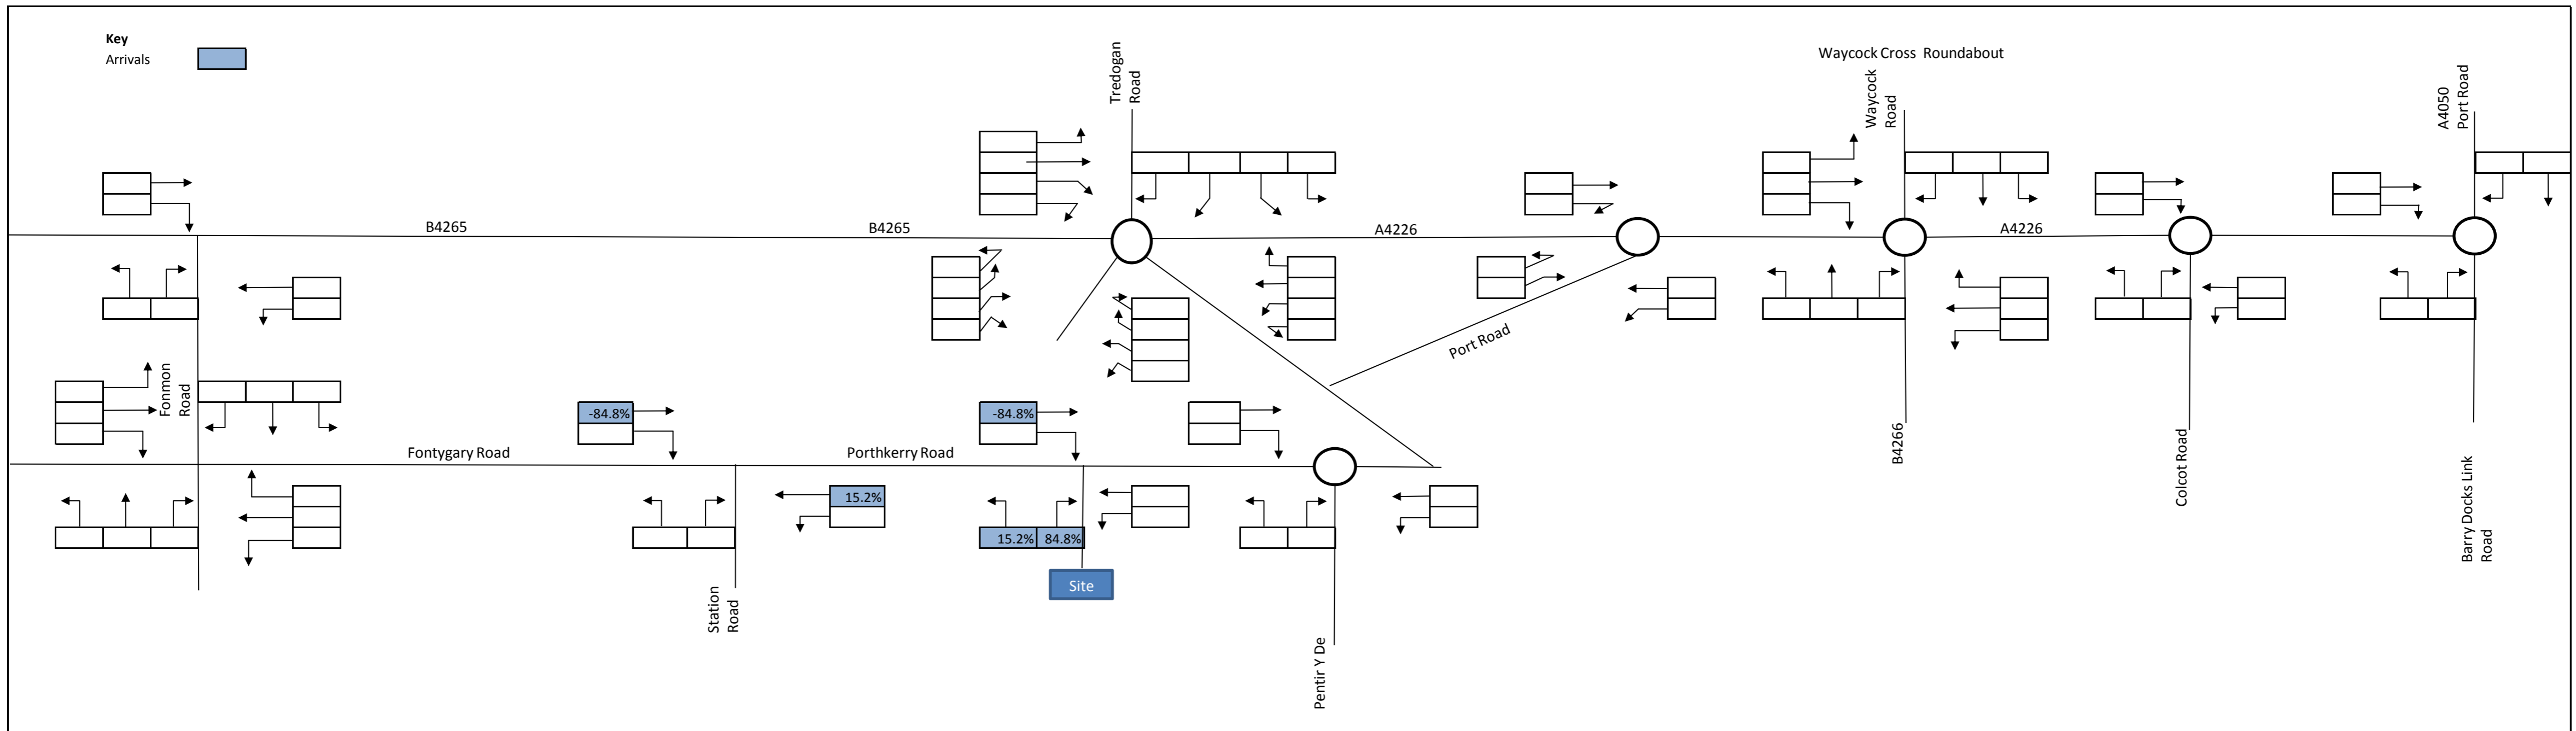 Key
Arrivals
Tredogan
Road
Waycock Cross Roundabout
Waycock
Road
A4050
Port Road
B4265
B4265
A4226
A4226
Port Road
Fonmon
Road
-84.8%
-84.8%
Fontygary Road
Porthkerry Road
B4266
Colcot Road
Barry Docks Link
Road
15.2%
15.2%
84.8%
Site
Station
Road
Pentir Y De